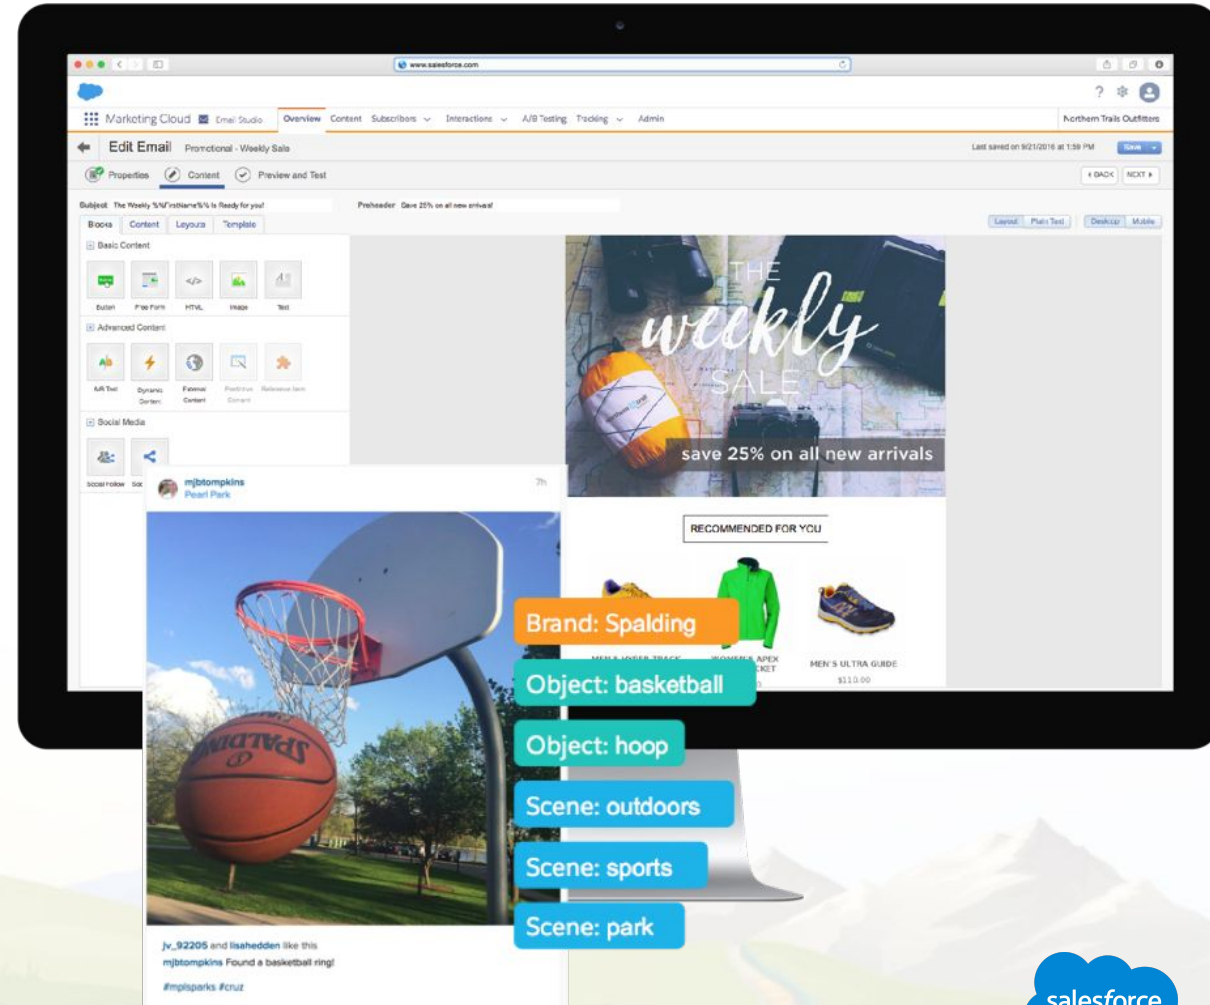 www.salesforce.com
Marketing Cloud Email Studio Overview Content Subscribers Interactions A/B Testing Tracking Admin Northern Trails Outfitters
Edit Email Promotional - Weekly Sale Last saved on 9/21/2016 at 1:59 PM Save
Properties Content Preview and Test BACK NEXT
Subject The Weekly %%FirstName%% Is Ready for you! Preheader Save 25% on all new arrivals!
Blocks Content Layouts Template Layout Plain Text Desktop Mobile
Basic Content
Button Free Form HTML Image Text
Advanced Content
A/B Test Dynamic Content External Content Predictive Content Reference Item
Social Media
Social Follow
THE
weekly
SALE
northern trail
save 25% on all new arrivals
RECOMMENDED FOR YOU
WOMEN'S APEX
MEN'S ULTRA GUIDE
$110.00
mjbtompkins 7h
Pearl Park
SPALDING
Brand: Spalding
Object: basketball
Object: hoop
Scene: outdoors
Scene: sports
Scene: park
jv_92205 and lisahedden like this
mjbtompkins Found a basketball ring!
#mplsparks #cruz
salesforce